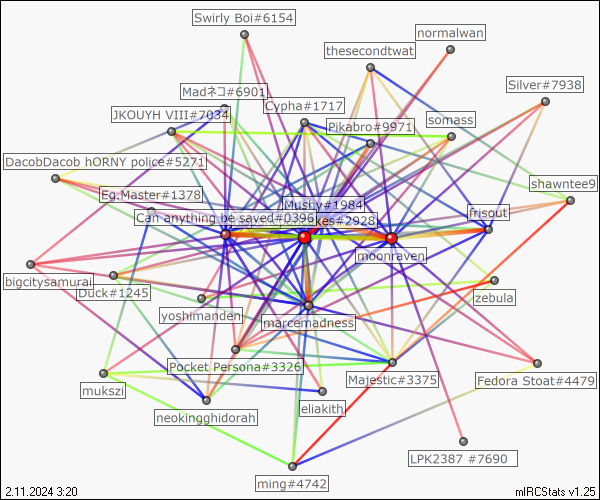 Swirly Boi#6154
normalwan
thesecondtwat
Silver#7938
Madネコ#6901
Cypha#1717
JKOUYH VIII#7034
somass
Pikabro#9971
DacobDacob hORNY police#5271
shawntee9
Eg.Master#1378
Mushy#1984
frisout
Can anything be saved#0396
kes#2928
moonraven
bigcitysamurai
Duck#1245
zebula
yoshimanden
marcemadness
Pocket Persona#3326
Majestic#3375
Fedora Stoat#4479
mukszi
eliakith
neokingghidorah
LPK2387 #7690
ming#4742
2.11.2024 3:20
mIRCStats v1.25